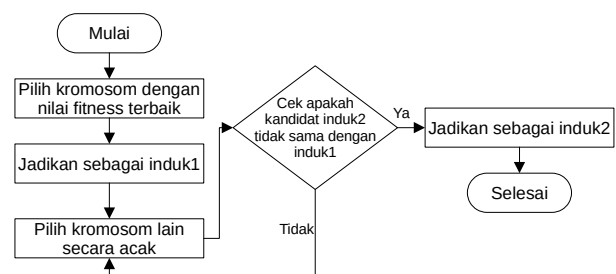 Mulai
Pilih kromosom dengan
nilai fitness terbaik
Jadikan sebagai induk1
Pilih kromosom lain
secara acak
Cek apakah
kandidat induk2
tidak sama dengan
induk1
Ya
Tidak
Jadikan sebagai induk2
Selesai